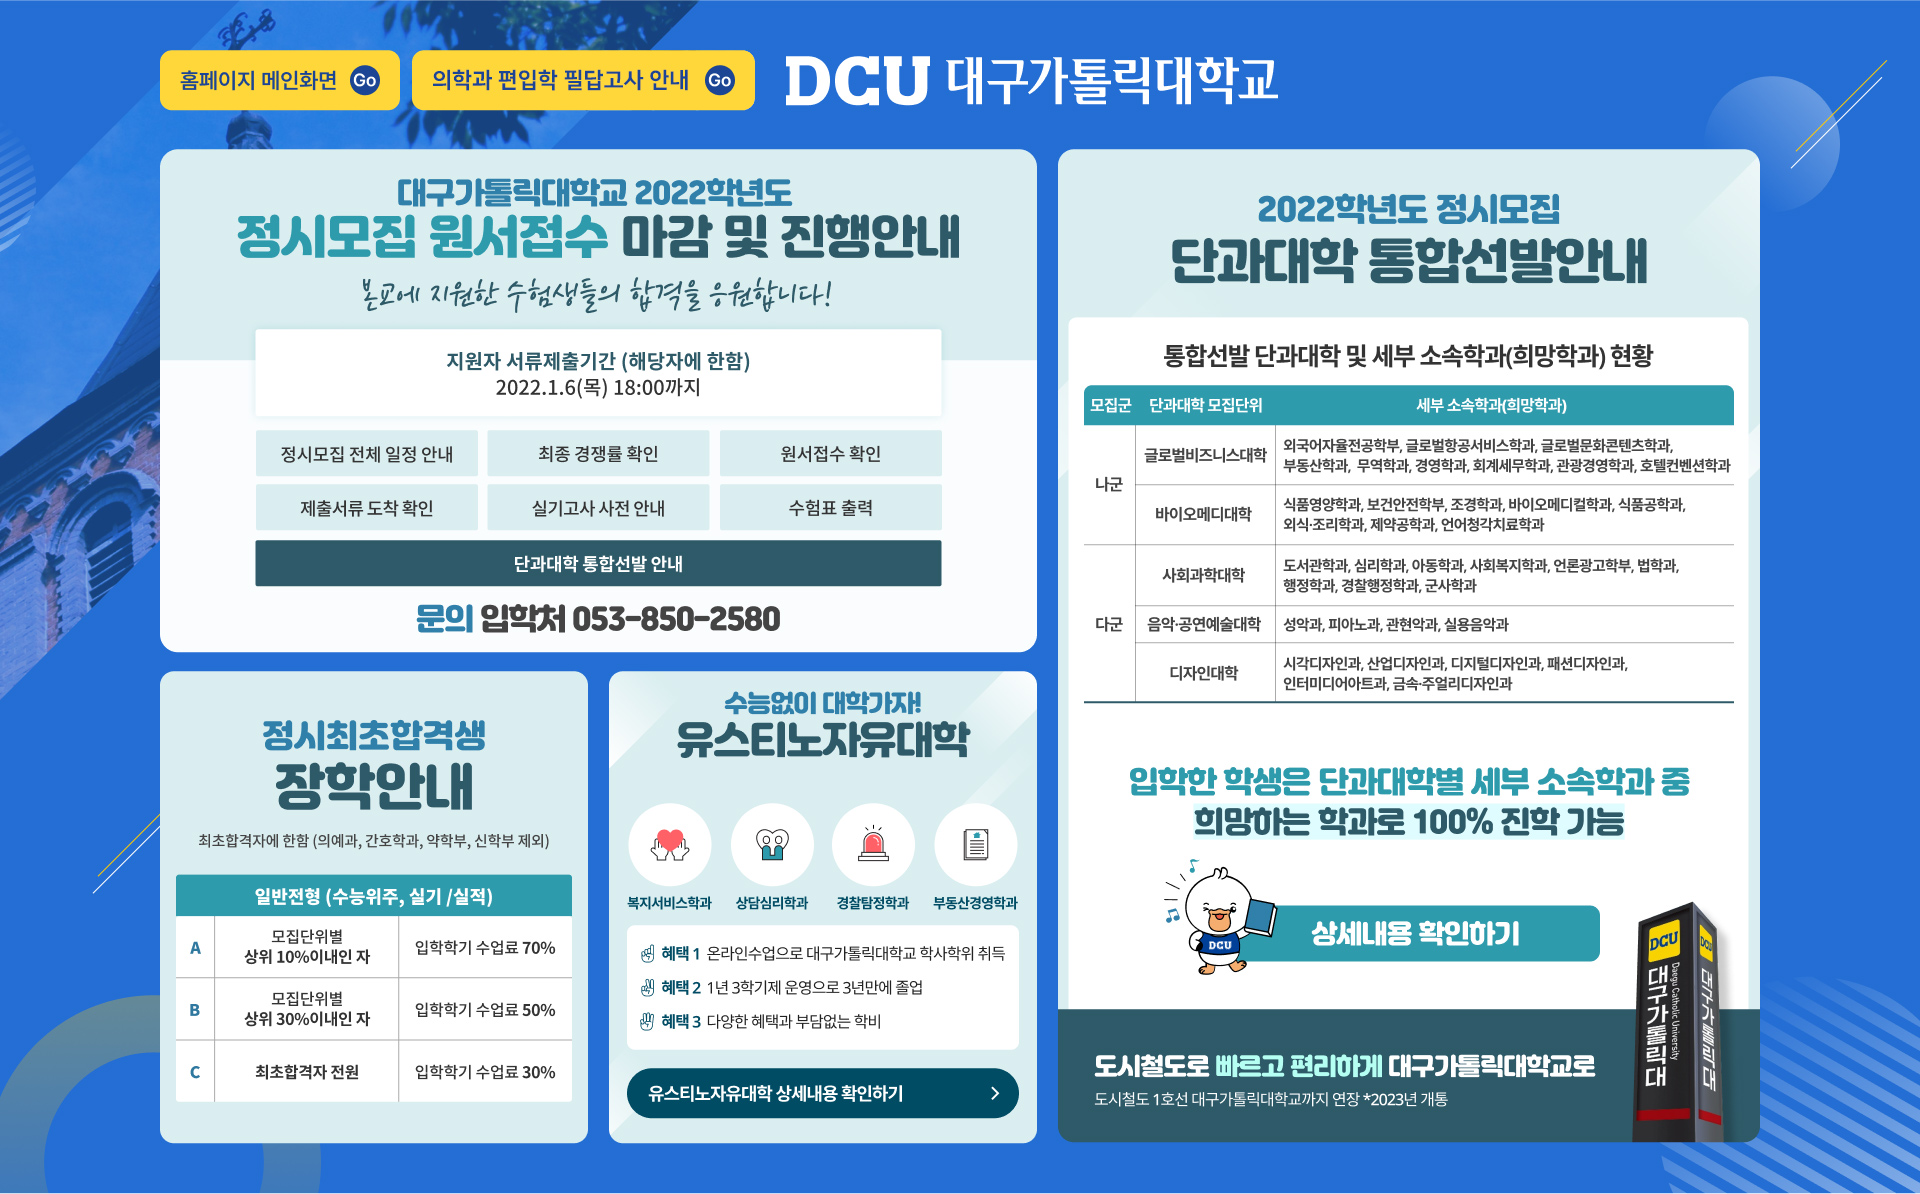 홈페이지 메인화면 Go
의학과 편입학 필답고사 안내 Go
DCU 대구가톨릭대학교
대구가톨릭대학교 2022학년도
정시모집 원서접수 마감 및 진행안내
본교에 지원한 수험생들의 합격을 응원합니다!
지원자 서류제출기간 (해당자에 한함)
2022.1.6(목) 18:00까지
정시모집 전체 일정 안내
최종 경쟁률 확인
원서접수 확인
제출서류 도착 확인
실기고사 사전 안내
수험표 출력
단과대학 통합선발 안내
문의 입학처 053-850-2580
정시최초합격생
장학안내
최초합격자에 한함 (의예과, 간호학과, 약학부, 신학부 제외)
일반전형 (수능위주, 실기 /실적)
A
모집단위별
상위 10%이내인 자
입학학기 수업료 70%
B
모집단위별
상위 30%이내인 자
입학학기 수업료 50%
C
최초합격자 전원
입학학기 수업료 30%
수능없이 대학가자!
유스티노자유대학
복지서비스학과
상담심리학과
경찰탐정학과
부동산경영학과
혜택 1 온라인수업으로 대구가톨릭대학교 학사학위 취득
혜택 2 1년 3학기제 운영으로 3년만에 졸업
혜택 3 다양한 혜택과 부담없는 학비
유스티노자유대학 상세내용 확인하기
2022학년도 정시모집
단과대학 통합선발안내
통합선발 단과대학 및 세부 소속학과(희망학과) 현황
모집군
단과대학 모집단위
세부 소속학과(희망학과)
나군
글로벌비즈니스대학
외국어자율전공학부, 글로벌항공서비스학과, 글로벌문화콘텐츠학과,
부동산학과, 무역학과, 경영학과, 회계세무학과, 관광경영학과, 호텔컨벤션학과
바이오메디대학
식품영양학과, 보건안전학부, 조경학과, 바이오메디컬학과, 식품공학과,
외식·조리학과, 제약공학과, 언어청각치료학과
다군
사회과학대학
도서관학과, 심리학과, 아동학과, 사회복지학과, 언론광고학부, 법학과,
행정학과, 경찰행정학과, 군사학과
음악·공연예술대학
성악과, 피아노과, 관현악과, 실용음악과
디자인대학
시각디자인과, 산업디자인과, 디지털디자인과, 패션디자인과,
인터미디어아트과, 금속·주얼리디자인과
입학한 학생은 단과대학별 세부 소속학과 중
희망하는 학과로 100% 진학 가능
DCU
상세내용 확인하기
도시철도로 빠르고 편리하게 대구가톨릭대학교로
도시철도 1호선 대구가톨릭대학교까지 연장 *2023년 개통
DCU
대구가톨릭대
Daegu Catholic University
DCU
대구가톨릭대